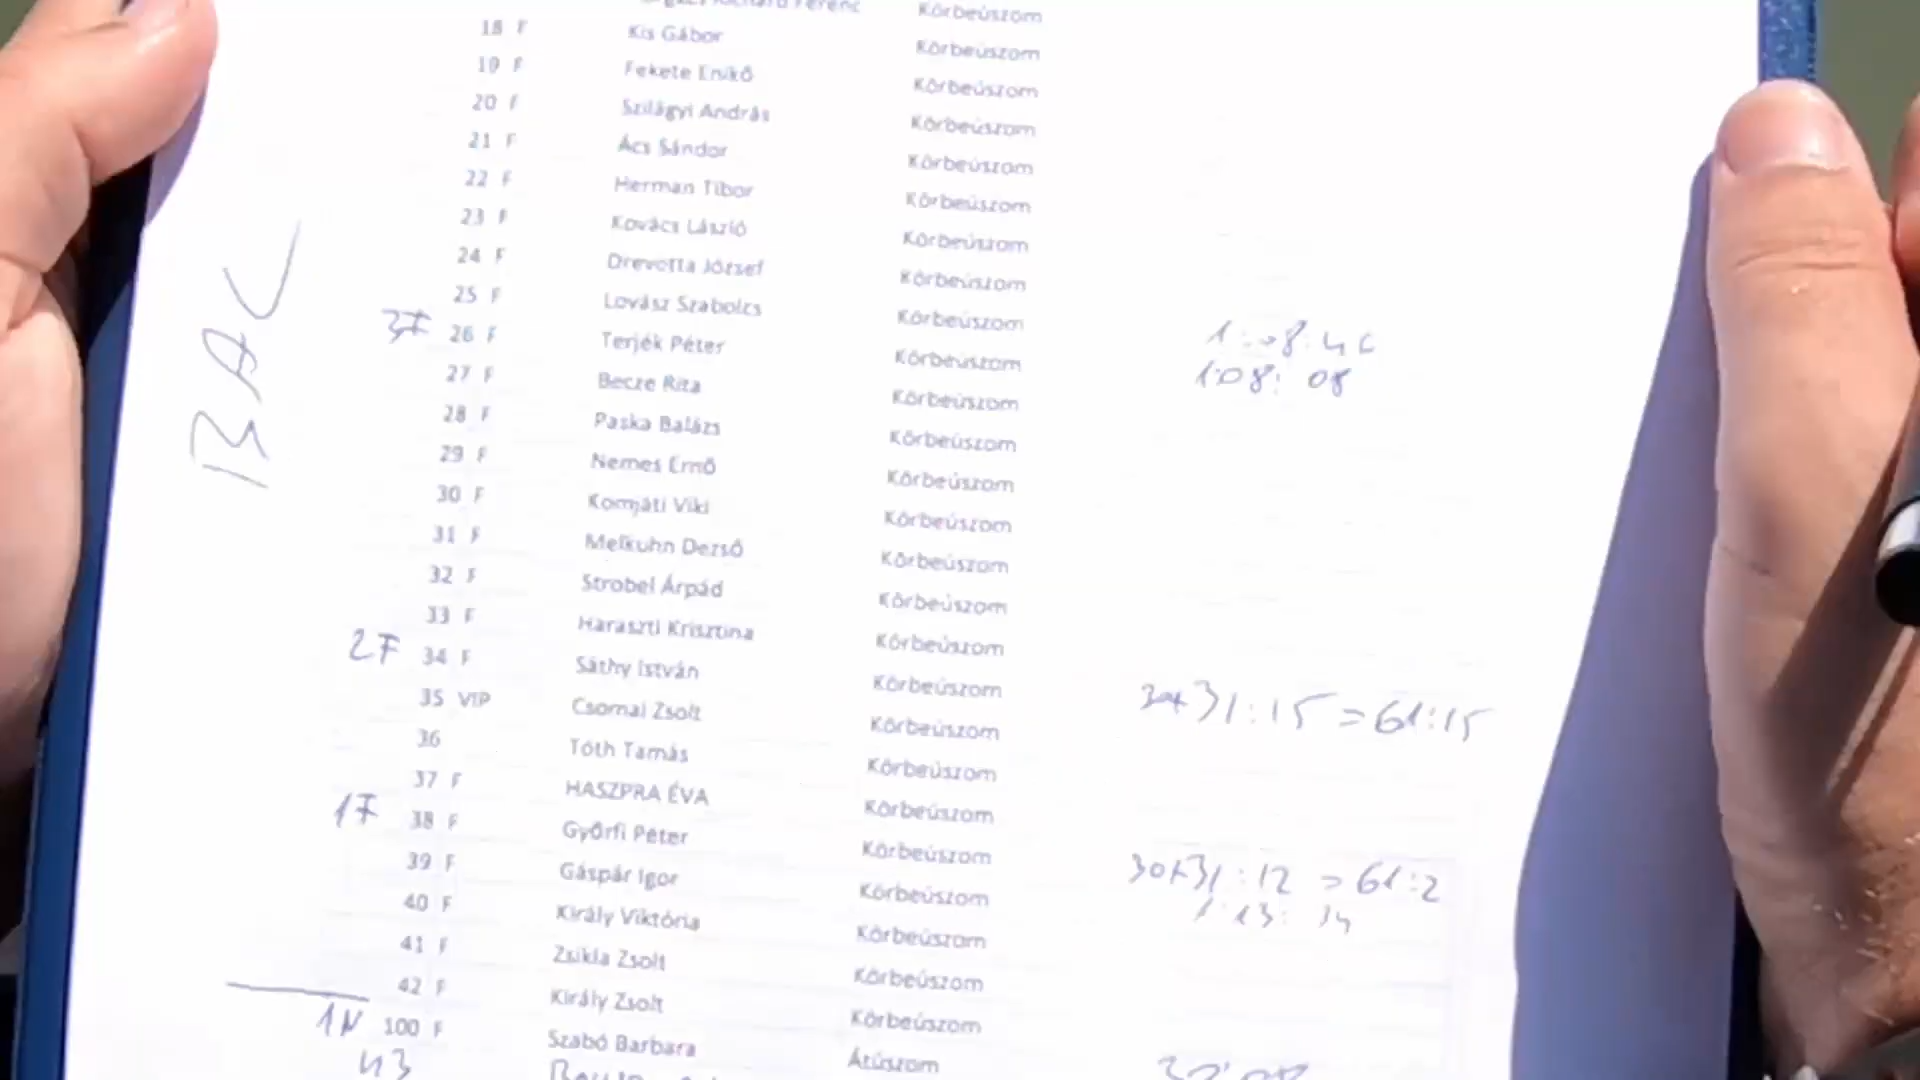 Ferenc Körbeúszom
18 F Kis Gábor Körbeúszom
19 F Fekete Enikő Körbeúszom
20 F Szilágyi András Körbeúszom
21 F Ács Sándor Körbeúszom
22 F Herman Tibor Körbeúszom
23 F Kovács László Körbeúszom
24 F Drevotta József Körbeúszom
25 F Lovász Szabolcs Körbeúszom
3F 26 F Terjék Péter Körbeúszom
27 F Becze Rita Körbeúszom 1:08:08
28 F Paska Balázs Körbeúszom
29 F Nemes Ernő Körbeúszom
30 F Komjáti Viki Körbeúszom
31 F Melkuhn Dezső Körbeúszom
32 F Strobel Árpád Körbeúszom
33 F Haraszti Krisztina Körbeúszom
2F 34 F Sáthy István Körbeúszom 30+31:15 = 61:15
35 VIP Csomai Zsolt Körbeúszom
36 Tóth Tamás Körbeúszom
37 F HASZPRA ÉVA Körbeúszom
1F 38 F Győrfi Péter Körbeúszom 30+31:12 = 61:2
39 F Gáspár Igor Körbeúszom
40 F Király Viktória Körbeúszom
41 F Zsikla Zsolt Körbeúszom
42 F Király Zsolt Körbeúszom
1N 100 F Szabó Barbara Átúszom
43
BAC